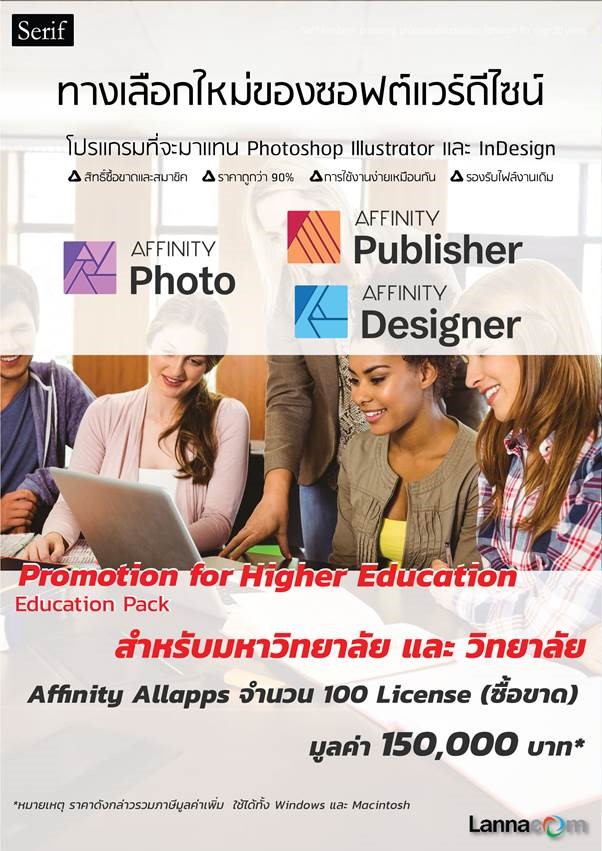 Serif
ทางเลือกใหม่ของซอฟต์แวร์ดีไซน์
โปรแกรมที่จะมาแทน Photoshop Illustrator และ InDesign
สิทธิ์ซื้อขาดและสมาชิค ราคาถูกว่า 90% การใช้งานง่ายเหมือนกัน รองรับไฟล์งานเดิม
AFFINITY
Photo
AFFINITY
Publisher
AFFINITY
Designer
Promotion for Higher Education
Education Pack
สำหรับมหาวิทยาลัย และ วิทยาลัย
Affinity Allapps จำนวน 100 License (ซื้อขาด)
มูลค่า 150,000 บาท*
*หมายเหตุ ราคาดังกล่าวรวมภาษีมูลค่าเพิ่ม ใช้ได้ทั้ง Windows และ Macintosh
Lannacom